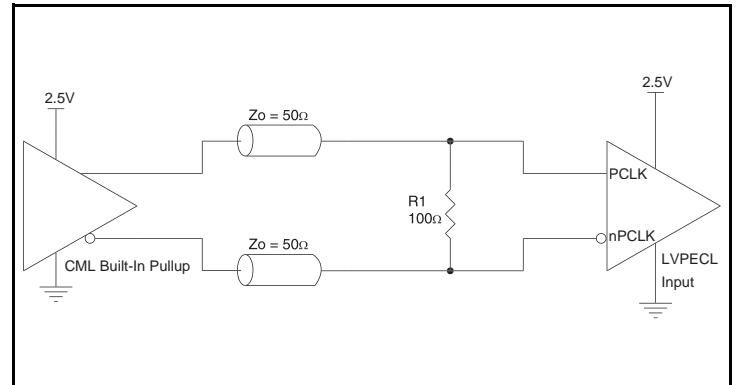 2.5V
2.5V
Zo = 50Ω
PCLK
R1
100Ω
nPCLK
Zo = 50Ω
CML Built-In Pullup
LVPECL
Input